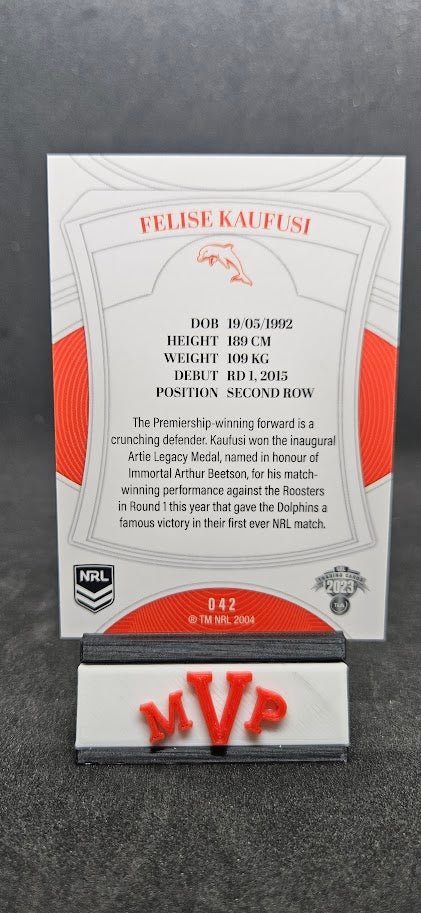 FELISE KAUFUSI
DOB 19/05/1992
HEIGHT 189 CM
WEIGHT 109 KG
DEBUT RD 1, 2015
POSITION SECOND ROW
The Premiership-winning forward is a
crunching defender. Kaufusi won the inaugural
Artie Legacy Medal, named in honour of
Immortal Arthur Beetson, for his match-
winning performance against the Roosters
in Round 1 this year that gave the Dolphins a
famous victory in their first ever NRL match.
NRL
TRADING CARDS
2023
042
® TM NRL 2004
MVP